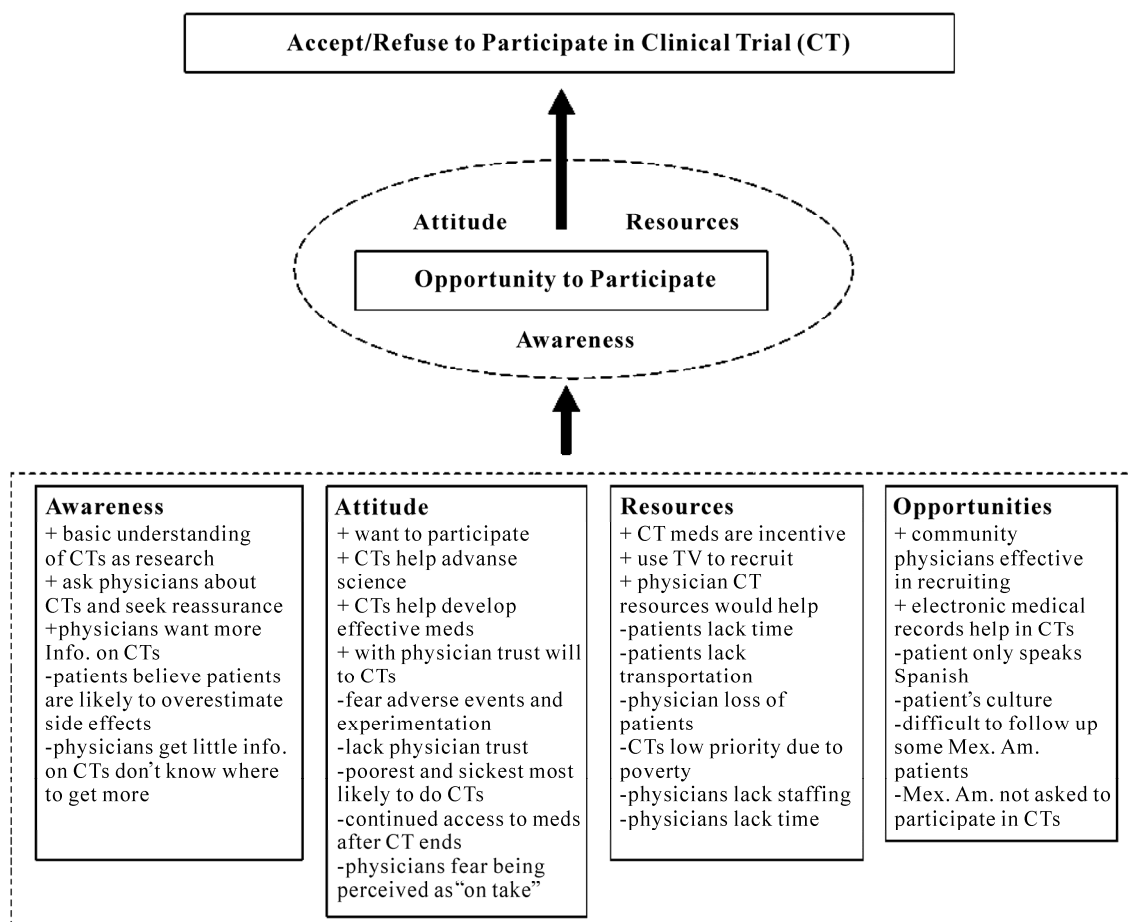 Accept/Refuse to Participate in Clinical Trial (CT)
Attitude
Resources
Opportunity to Participate
Awareness
Awareness
+ basic understanding
of CTs as research
+ ask physicians about
CTs and seek reassurance
+physicians want more
Info. on CTs
-patients believe patients
are likely to overestimate
side effects
-physicians get little info.
on CTs don't know where
to get more
Attitude
+ want to participate
+ CTs help advanse
science
+ CTs help develop
effective meds
+ with physician trust will
to CTs
-fear adverse events and
experimentation
-lack physician trust
-poorest and sickest most
likely to do CTs
-continued access to meds
after CT ends
-physicians fear being
perceived as“on take”
Resources
+ CT meds are incentive
+ use TV to recruit
+ physician CT
resources would help
-patients lack time
-patients lack
transportation
-physician loss of
patients
-CTs low priority due to
poverty
-physicians lack staffing
-physicians lack time
Opportunities
+ community
physicians effective
in recruiting
+ electronic medical
records help in CTs
-patient only speaks
Spanish
-patient's culture
-difficult to follow up
some Mex. Am.
patients
-Mex. Am. not asked to
participate in CTs